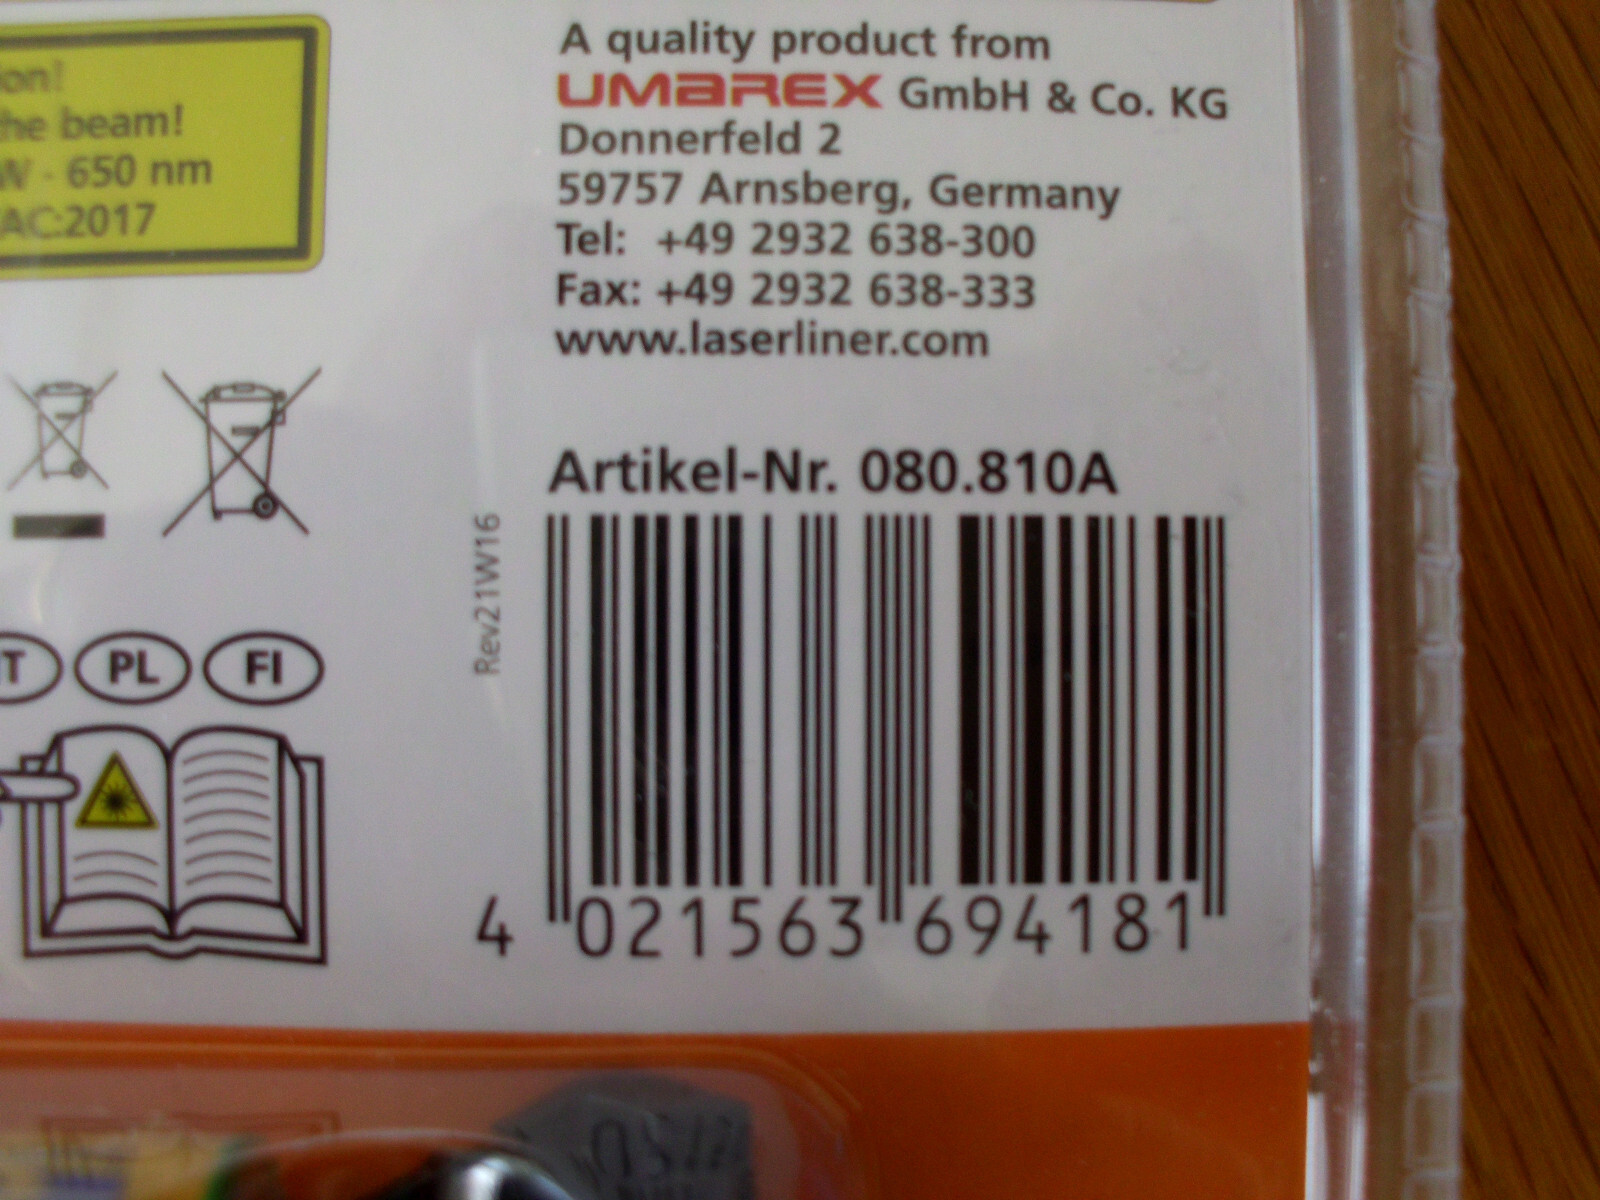 ion!
he beam!
W - 650 nm
AC:2017
A quality product from
UMAREX GmbH & Co. KG
Donnerfeld 2
59757 Arnsberg, Germany
Tel: +49 2932 638-300
Fax: +49 2932 638-333
www.laserliner.com
Artikel-Nr. 080.810A
Rev21W16
4 021563 694181
IT PL FI